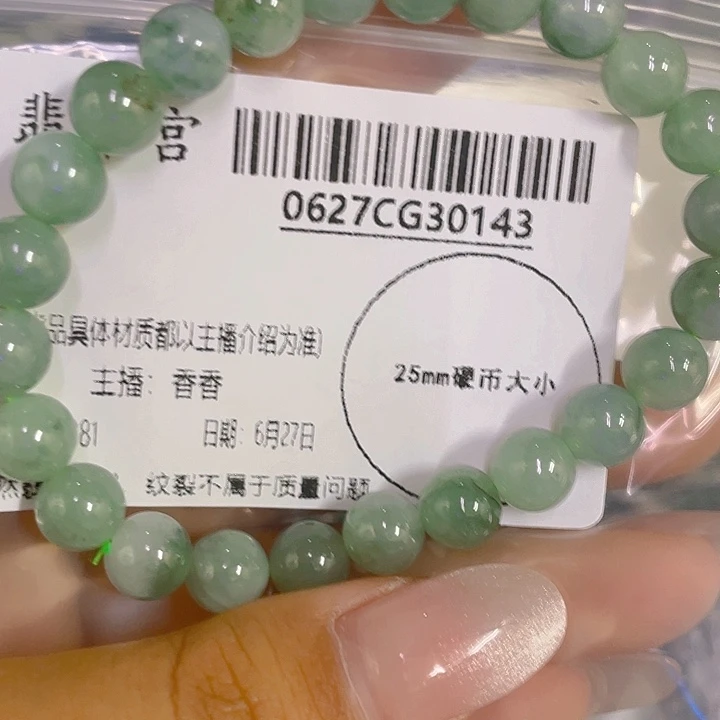 翡 宫
0627CG30143
品具体材质都以主播介绍为准)
25mm硬币大小
主播：香香
81 日期：6月27日
纹裂不属于质量问题